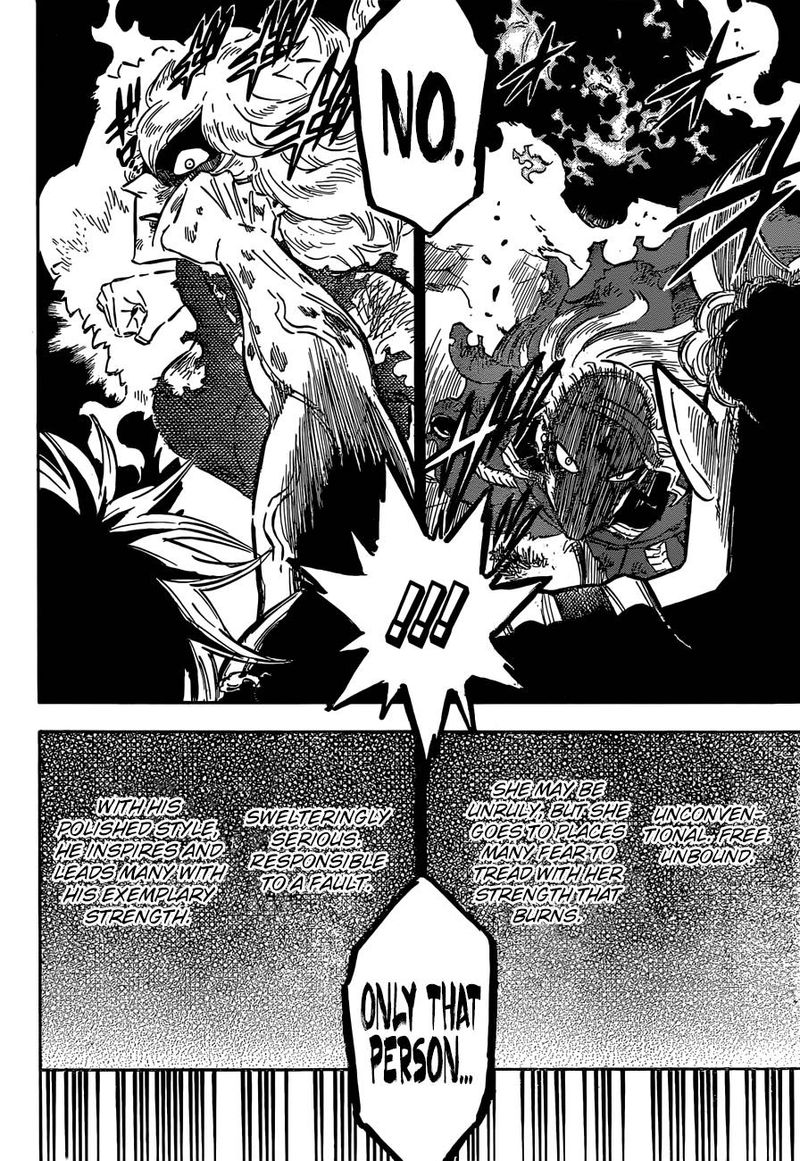 NO.
!!!
UNCONVEN-
TIONAL. FREE.
UNBOUND.
SHE MAY BE
UNRULY, BUT SHE
GOES TO PLACES
MANY FEAR TO
TREAD WITH HER
STRENGTH THAT
BURNS.
SWELTERINGLY
SERIOUS.
RESPONSIBLE
TO A FAULT.
WITH HIS
POLISHED STYLE,
HE INSPIRES AND
LEADS MANY WITH
HIS EXEMPLARY
STRENGTH.
ONLY THAT
PERSON...